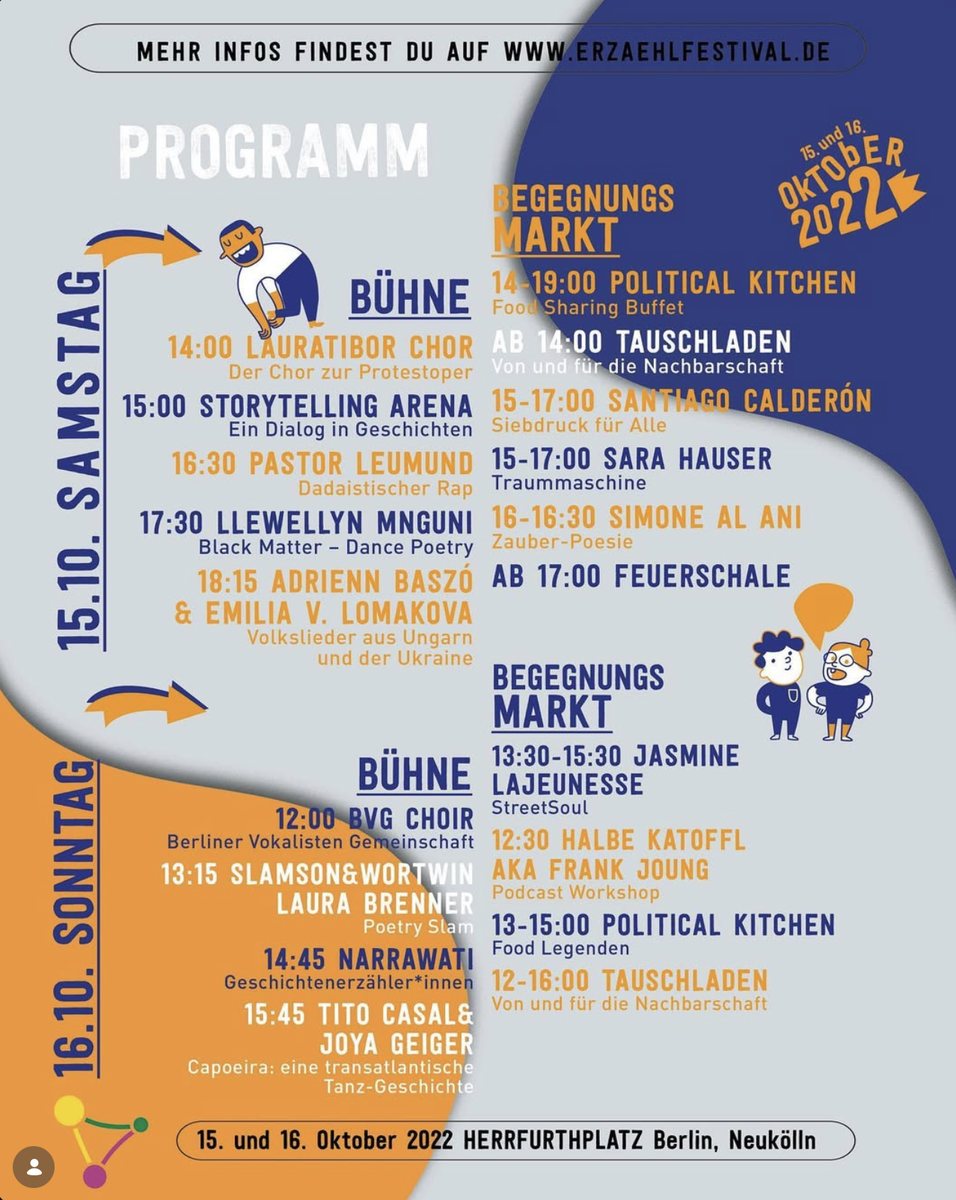 MEHR INFOS FINDEST DU AUF WWW.ERZAEHLFESTIVAL.DE
PROGRAMM
15. und 16.
OKTObER
2022
15.10. SAMSTAG
BÜHNE
14:00 LAURATIBOR CHOR
Der Chor zur Protestoper
15:00 STORYTELLING ARENA
Ein Dialog in Geschichten
16:30 PASTOR LEUMUND
Dadaistischer Rap
17:30 LLEWELLYN MNGUNI
Black Matter – Dance Poetry
18:15 ADRIENN BASZÓ
& EMILIA V. LOMAKOVA
Volkslieder aus Ungarn
und der Ukraine
BEGEGNUNGS
MARKT
14-19:00 POLITICAL KITCHEN
Food Sharing Buffet
AB 14:00 TAUSCHLADEN
Von und für die Nachbarschaft
15-17:00 SANTIAGO CALDERÓN
Siebdruck für Alle
15-17:00 SARA HAUSER
Traummaschine
16-16:30 SIMONE AL ANI
Zauber-Poesie
AB 17:00 FEUERSCHALE
16.10. SONNTAG
BÜHNE
12:00 BVG CHOIR
Berliner Vokalisten Gemeinschaft
13:15 SLAMSON&WORTWIN
LAURA BRENNER
Poetry Slam
14:45 NARRAWATI
Geschichtenerzähler*innen
15:45 TITO CASAL&
JOYA GEIGER
Capoeira: eine transatlantische
Tanz-Geschichte
BEGEGNUNGS
MARKT
13:30-15:30 JASMINE
LAJEUNESSE
StreetSoul
12:30 HALBE KATOFFL
AKA FRANK JOUNG
Podcast Workshop
13-15:00 POLITICAL KITCHEN
Food Legenden
12-16:00 TAUSCHLADEN
Von und für die Nachbarschaft
15. und 16. Oktober 2022 HERRFURTHPLATZ Berlin, Neukölln